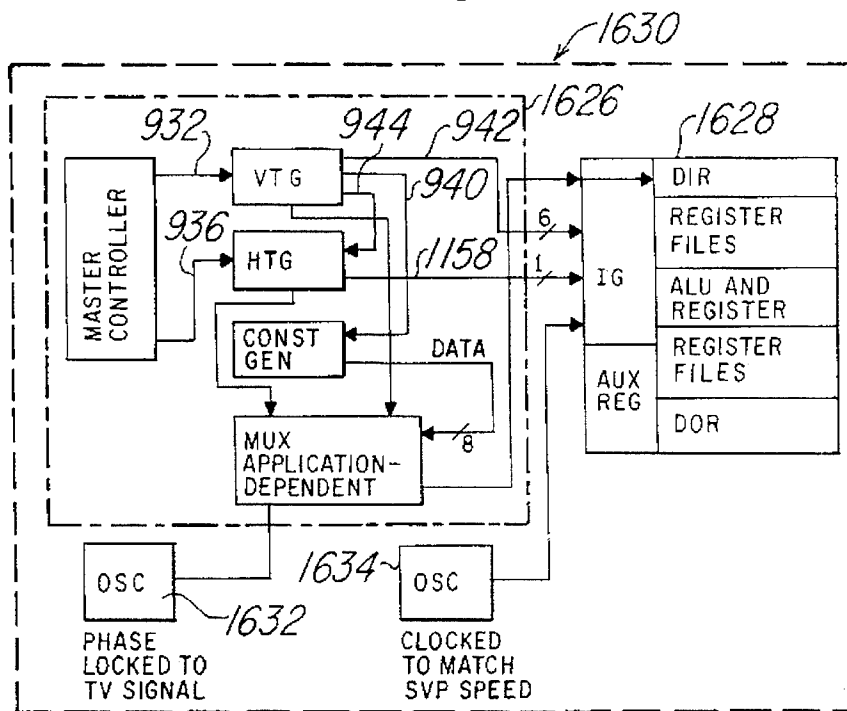 1630
1626
932
944
942
1628
VTG
940
DIR
MASTER
CONTROLLER
936
6
REGISTER
FILES
HTG
1158
1
IG
ALU AND
REGISTER
CONST
GEN
DATA
REGISTER
FILES
AUX
REG
8
DOR
MUX
APPLICATION-
DEPENDENT
OSC
1632
1634
OSC
PHASE
LOCKED TO
TV SIGNAL
CLOCKED
TO MATCH
SVP SPEED